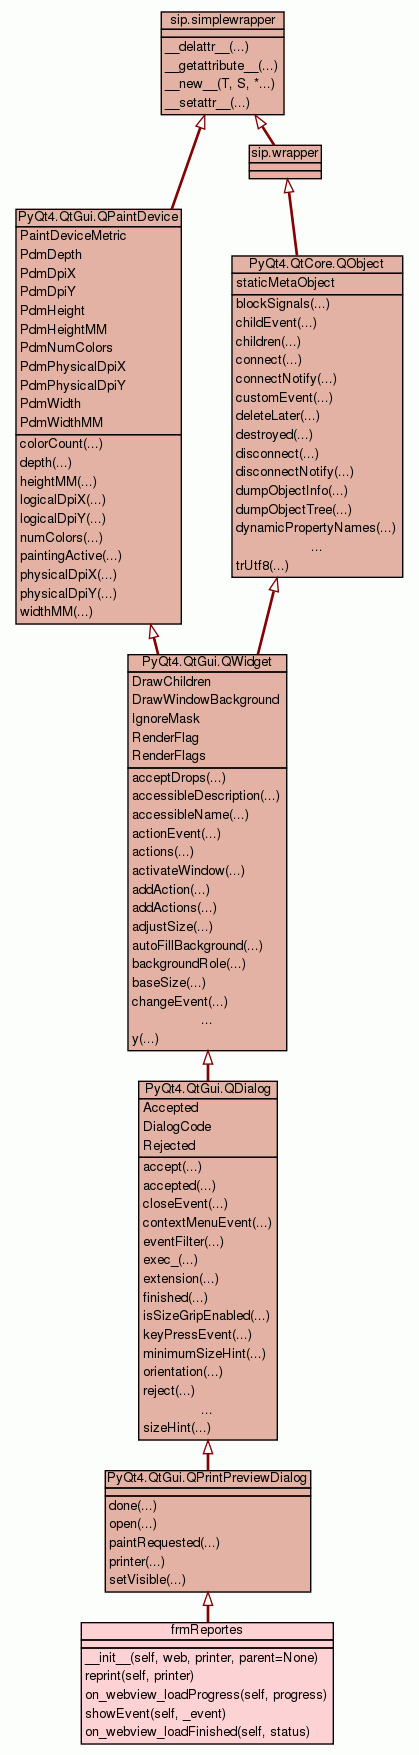 sip.simplewrapper
__delattr__(...)
__getattribute__(...)
__new__(T, S, *...)
__setattr__(...)
sip.wrapper
PyQt4.QtGui.QPaintDevice
PaintDeviceMetric
PdmDepth
PdmDpiX
PdmDpiY
PdmHeight
PdmHeightMM
PdmNumColors
PdmPhysicalDpiX
PdmPhysicalDpiY
PdmWidth
PdmWidthMM
colorCount(...)
depth(...)
heightMM(...)
logicalDpiX(...)
logicalDpiY(...)
numColors(...)
paintingActive(...)
physicalDpiX(...)
physicalDpiY(...)
widthMM(...)
PyQt4.QtCore.QObject
staticMetaObject
blockSignals(...)
childEvent(...)
children(...)
connect(...)
connectNotify(...)
customEvent(...)
deleteLater(...)
destroyed(...)
disconnect(...)
disconnectNotify(...)
dumpObjectInfo(...)
dumpObjectTree(...)
dynamicPropertyNames(...)
...
trUtf8(...)
PyQt4.QtGui.QWidget
DrawChildren
DrawWindowBackground
IgnoreMask
RenderFlag
RenderFlags
acceptDrops(...)
accessibleDescription(...)
accessibleName(...)
actionEvent(...)
actions(...)
activateWindow(...)
addAction(...)
addActions(...)
adjustSize(...)
autoFillBackground(...)
backgroundRole(...)
baseSize(...)
changeEvent(...)
...
y(...)
PyQt4.QtGui.QDialog
Accepted
DialogCode
Rejected
accept(...)
accepted(...)
closeEvent(...)
contextMenuEvent(...)
eventFilter(...)
exec_(...)
extension(...)
finished(...)
isSizeGripEnabled(...)
keyPressEvent(...)
minimumSizeHint(...)
orientation(...)
reject(...)
...
sizeHint(...)
PyQt4.QtGui.QPrintPreviewDialog
done(...)
open(...)
paintRequested(...)
printer(...)
setVisible(...)
frmReportes
__init__(self, web, printer, parent=None)
reprint(self, printer)
on_webview_loadProgress(self, progress)
showEvent(self, _event)
on_webview_loadFinished(self, status)